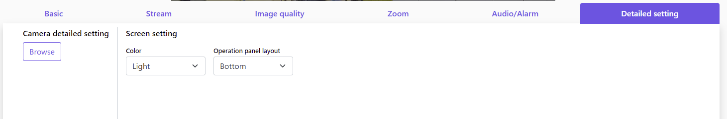 Basic Stream Image quality Zoom Audio/Alarm Detailed setting
Camera detailed setting
Browse
Screen setting
Color Operation panel layout
Light Bottom